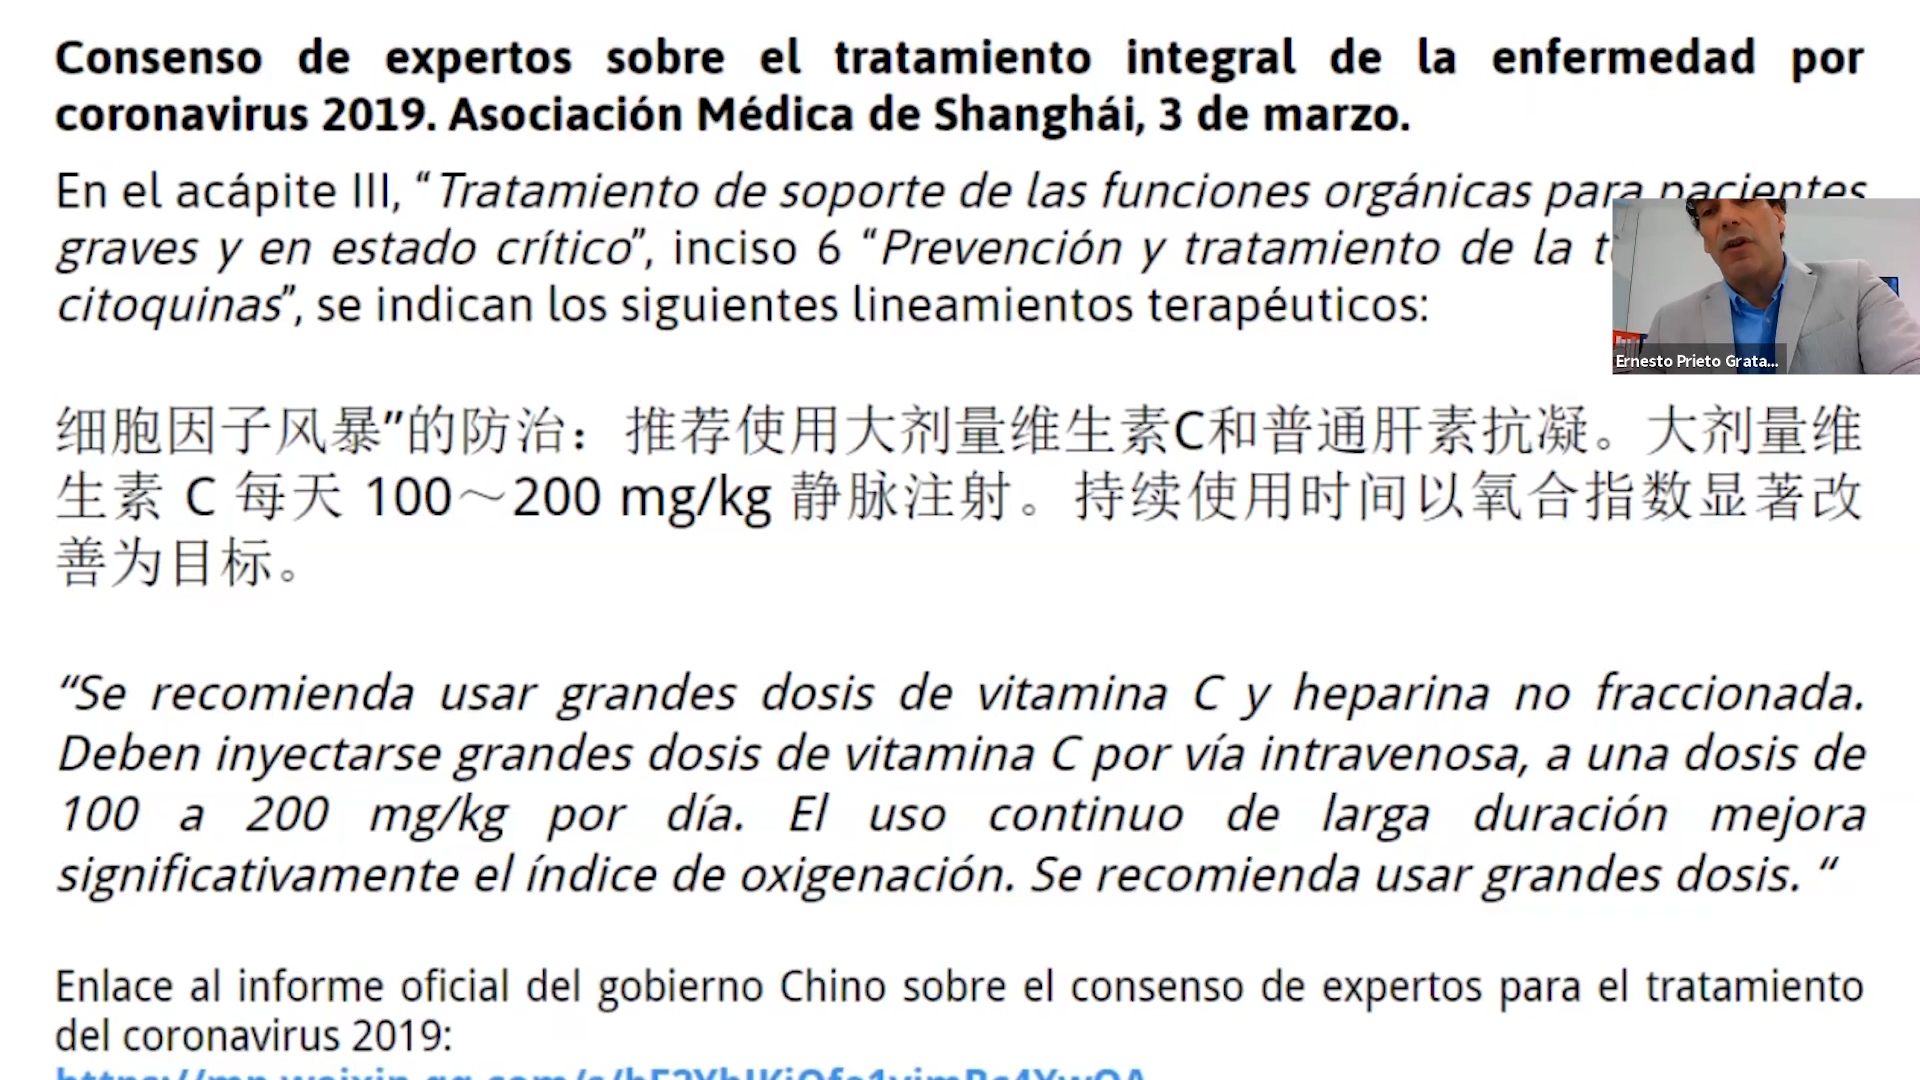 Consenso de expertos sobre el tratamiento integral de la enfermedad por
coronavirus 2019. Asociación Médica de Shanghái, 3 de marzo.
En el acápite III, “Tratamiento de soporte de las funciones orgánicas para pacientes
graves y en estado crítico”, inciso 6 “Prevención y tratamiento de la
citoquinas”, se indican los siguientes lineamientos terapéuticos:
Ernesto Prieto Grata...
细胞因子风暴”的防治：推荐使用大剂量维生素C和普通肝素抗凝。大剂量维
生素 C 每天 100～200 mg/kg 静脉注射。持续使用时间以氧合指数显著改
善为目标。
“Se recomienda usar grandes dosis de vitamina C y heparina no fraccionada.
Deben inyectarse grandes dosis de vitamina C por vía intravenosa, a una dosis de
100 a 200 mg/kg por día. El uso continuo de larga duración mejora
significativamente el índice de oxigenación. Se recomienda usar grandes dosis. “
Enlace al informe oficial del gobierno Chino sobre el consenso de expertos para el tratamiento
del coronavirus 2019: